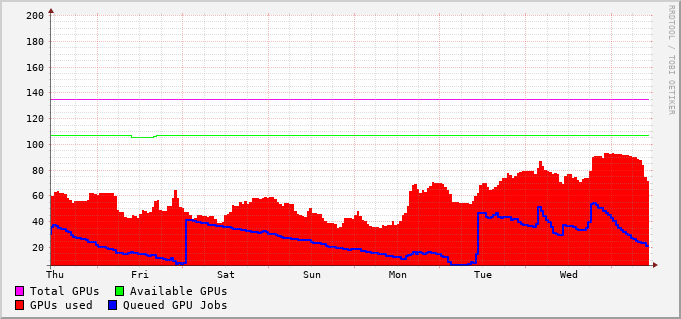 200
180
160
140
120
100
80
60
40
20
Thu Fri Sat Sun Mon Tue Wed
Total GPUs Available GPUs
GPUs used Queued GPU Jobs
RRDTOOL / TOBI OETIKER